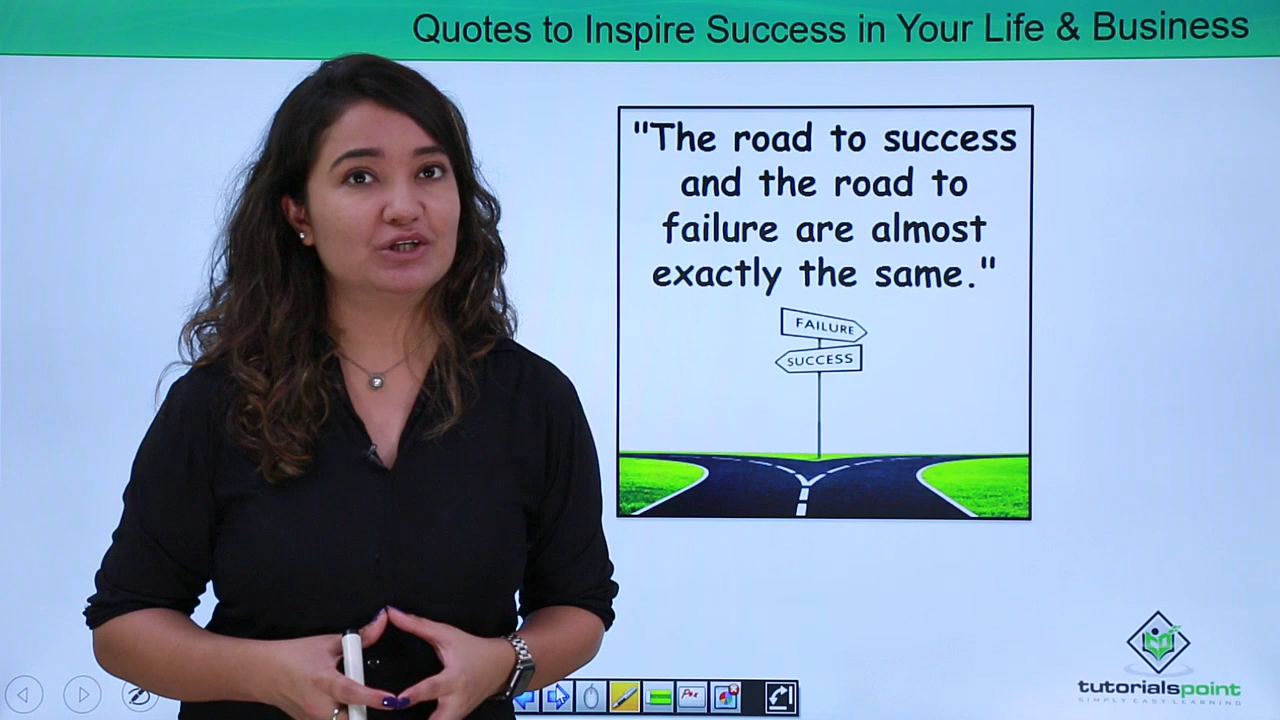 Quotes to Inspire Success in Your Life & Business
"The road to success
and the road to
failure are almost
exactly the same."
FAILURE
SUCCESS
Pen
tutorialspoint
SIMPLY EASY LEARNING